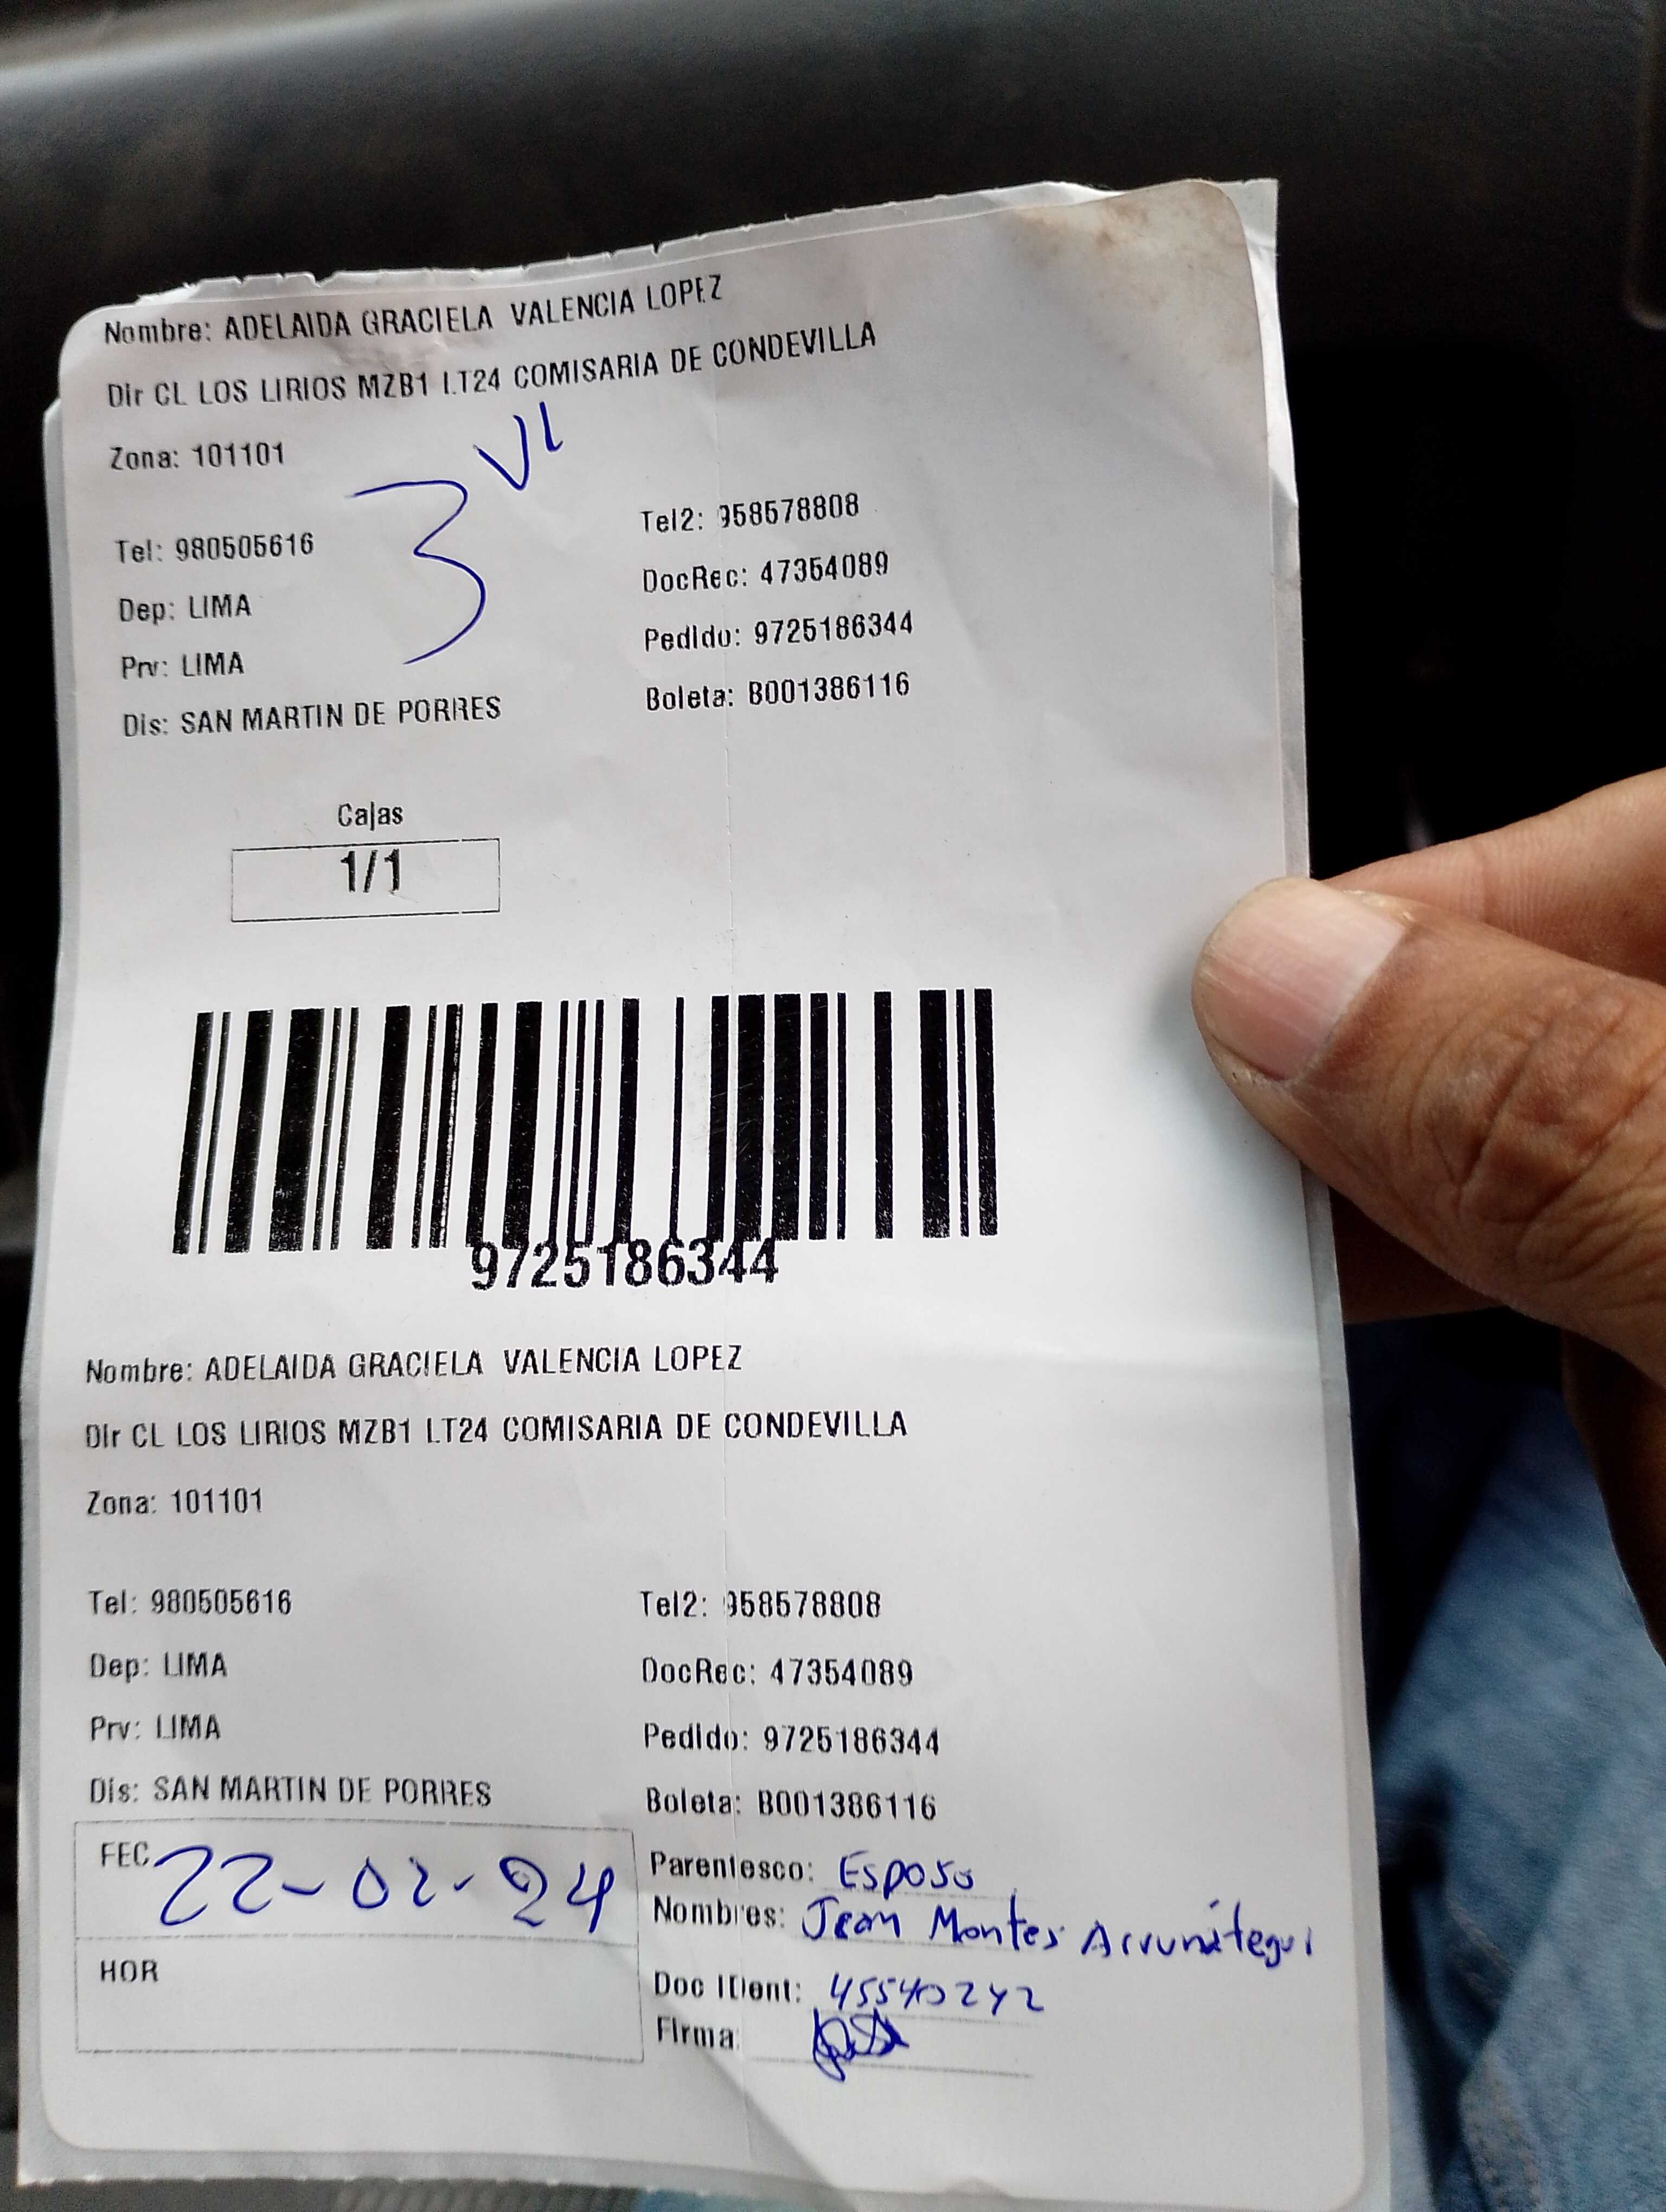 Nombre: ADELAIDA GRACIELA VALENCIA LOPEZ
Dir CL LOS LIRIOS MZB1 LT24 COMISARIA DE CONDEVILLA
Zona: 101101
3 VL
Tel: 980505616 Tel2: 958578808
Dep: LIMA DocRec: 47354089
Prv: LIMA Pedido: 9725186344
Dis: SAN MARTIN DE PORRES Boleta: B001386116
Cajas
1/1
9725186344
Nombre: ADELAIDA GRACIELA VALENCIA LOPEZ
Dir CL LOS LIRIOS MZB1 LT24 COMISARIA DE CONDEVILLA
Zona: 101101
Tel: 980505616 Tel2: 958578808
Dep: LIMA DocRec: 47354089
Prv: LIMA Pedido: 9725186344
Dis: SAN MARTIN DE PORRES Boleta: B001386116
FEC 22-02-24 Parentesco: Esposo
Nombres: Jean Montes Arrunátegui
HOR Doc IDent: 45540242
Firma: